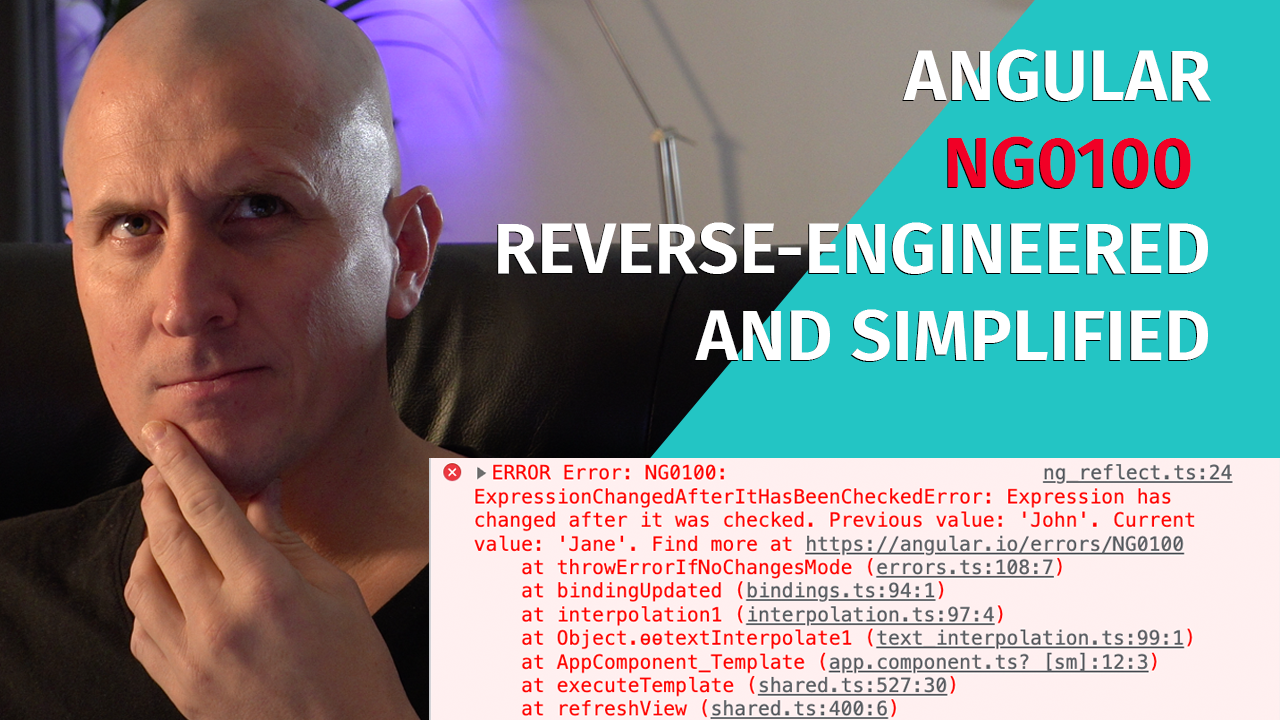 ANGULAR
NG0100
REVERSE-ENGINEERED
AND SIMPLIFIED
ERROR Error: NG0100: ng_reflect.ts:24
ExpressionChangedAfterItHasBeenCheckedError: Expression has
changed after it was checked. Previous value: 'John'. Current
value: 'Jane'. Find more at https://angular.io/errors/NG0100
at throwErrorIfNoChangesMode (errors.ts:108:7)
at bindingUpdated (bindings.ts:94:1)
at interpolation1 (interpolation.ts:97:4)
at Object.ɵɵtextInterpolate1 (text_interpolation.ts:99:1)
at AppComponent_Template (app.component.ts? [sm]:12:3)
at executeTemplate (shared.ts:527:30)
at refreshView (shared.ts:400:6)